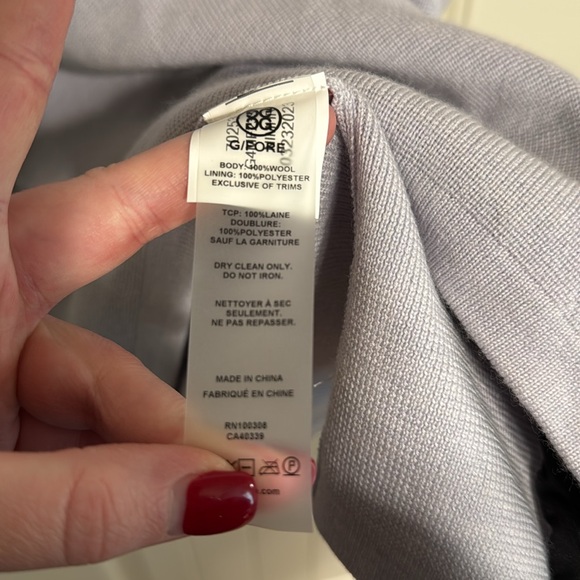 G/FORE
BODY: 100%WOOL
LINING: 100%POLYESTER
EXCLUSIVE OF TRIMS
TCP: 100%LAINE
DOUBLURE:
100%POLYESTER
SAUF LA GARNITURE
DRY CLEAN ONLY.
DO NOT IRON.
NETTOYER À SEC
SEULEMENT.
NE PAS REPASSER.
MADE IN CHINA
FABRIQUÉ EN CHINE
RN100308
CA40339
P
.com